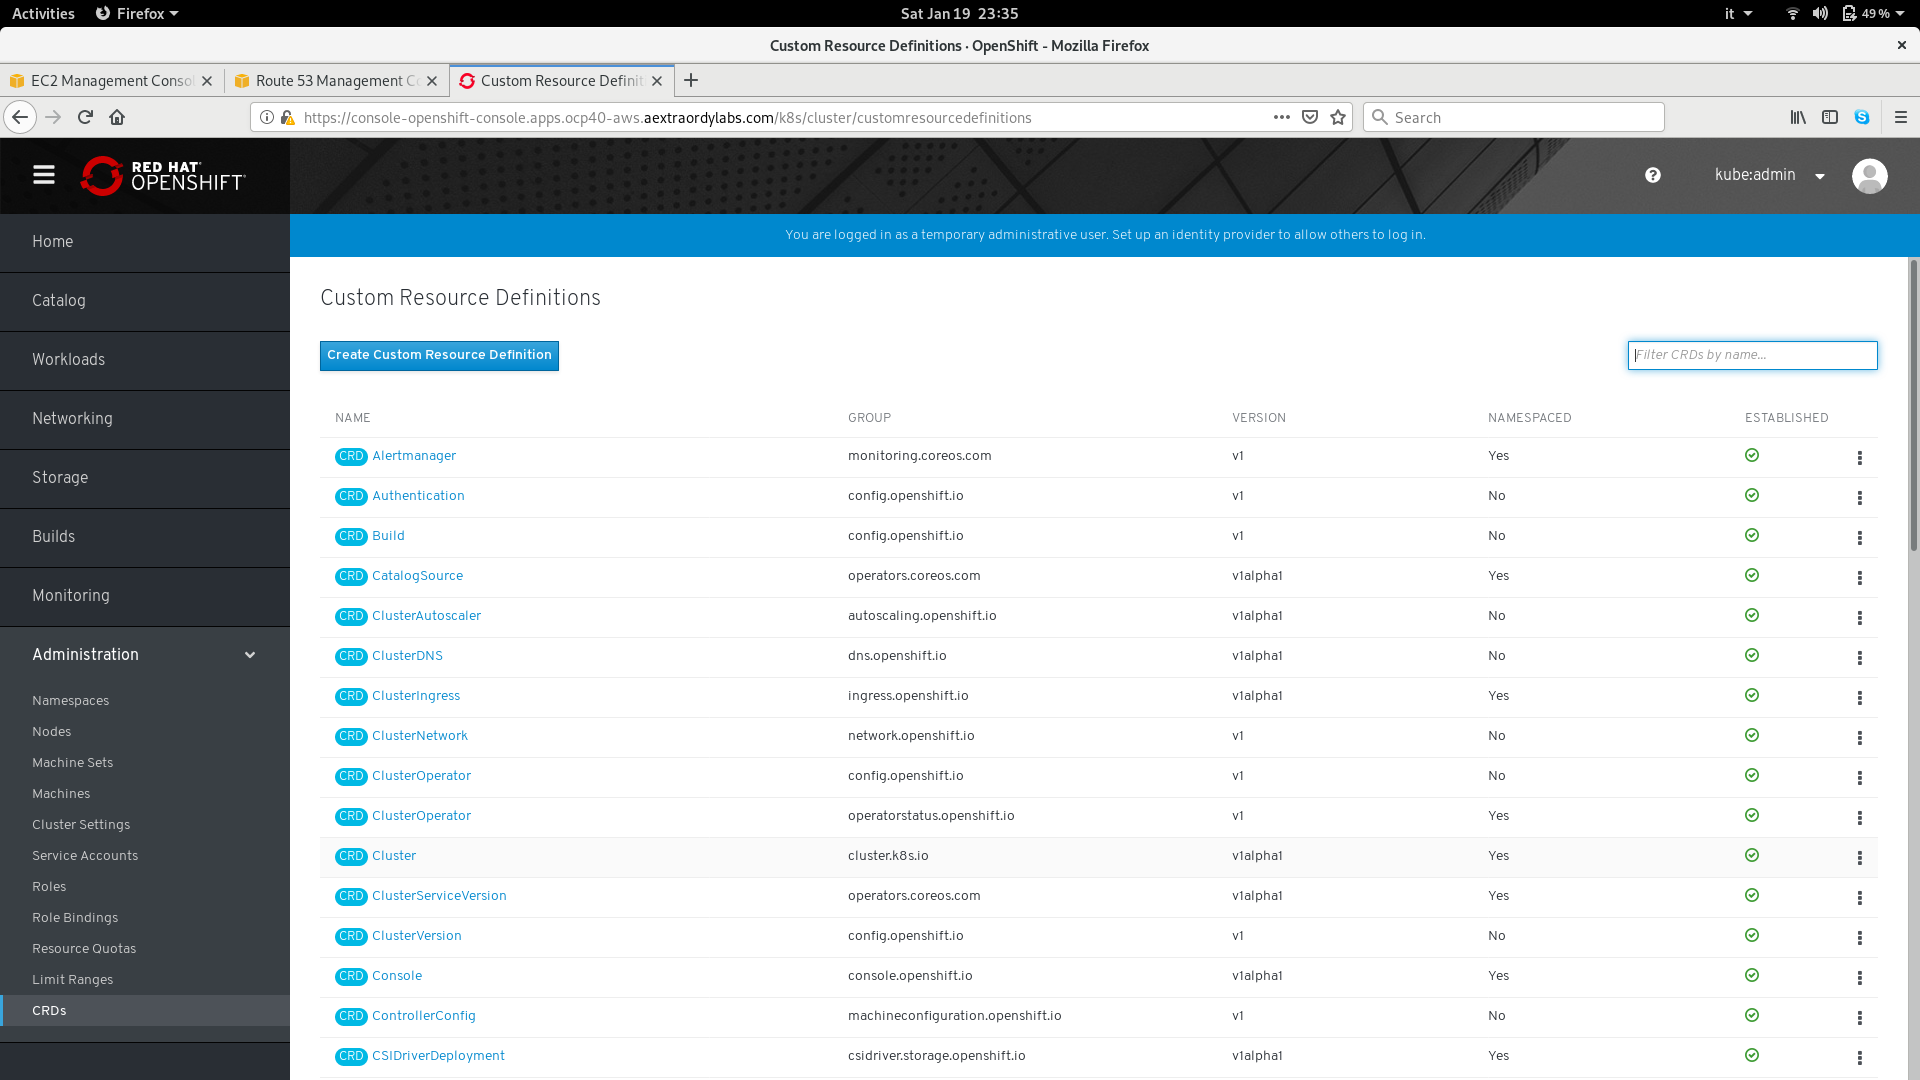 Activities Firefox Sat Jan 19 23:35 it 49 %
Custom Resource Definitions · OpenShift - Mozilla Firefox
EC2 Management Consol Route 53 Management Co Custom Resource Definiti
https://console-openshift-console.apps.ocp40-aws.aextraordylabs.com/k8s/cluster/customresourcedefinitions Search
RED HAT
OPENSHIFT
kube:admin
You are logged in as a temporary administrative user. Set up an identity provider to allow others to log in.
Home
Catalog
Workloads
Networking
Storage
Builds
Monitoring
Administration
Namespaces
Nodes
Machine Sets
Machines
Cluster Settings
Service Accounts
Roles
Role Bindings
Resource Quotas
Limit Ranges
CRDs
Custom Resource Definitions
Create Custom Resource Definition Filter CRDs by name...
NAME GROUP VERSION NAMESPACED ESTABLISHED
CRD Alertmanager monitoring.coreos.com v1 Yes
CRD Authentication config.openshift.io v1 No
CRD Build config.openshift.io v1 No
CRD CatalogSource operators.coreos.com v1alpha1 Yes
CRD ClusterAutoscaler autoscaling.openshift.io v1alpha1 No
CRD ClusterDNS dns.openshift.io v1alpha1 No
CRD ClusterIngress ingress.openshift.io v1alpha1 Yes
CRD ClusterNetwork network.openshift.io v1 No
CRD ClusterOperator config.openshift.io v1 No
CRD ClusterOperator operatorstatus.openshift.io v1 Yes
CRD Cluster cluster.k8s.io v1alpha1 Yes
CRD ClusterServiceVersion operators.coreos.com v1alpha1 Yes
CRD ClusterVersion config.openshift.io v1 No
CRD Console console.openshift.io v1alpha1 Yes
CRD ControllerConfig machineconfiguration.openshift.io v1 No
CRD CSIDriverDeployment csidriver.storage.openshift.io v1alpha1 Yes